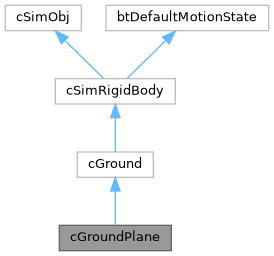 cSimObj
btDefaultMotionState
cSimRigidBody
cGround
cGroundPlane